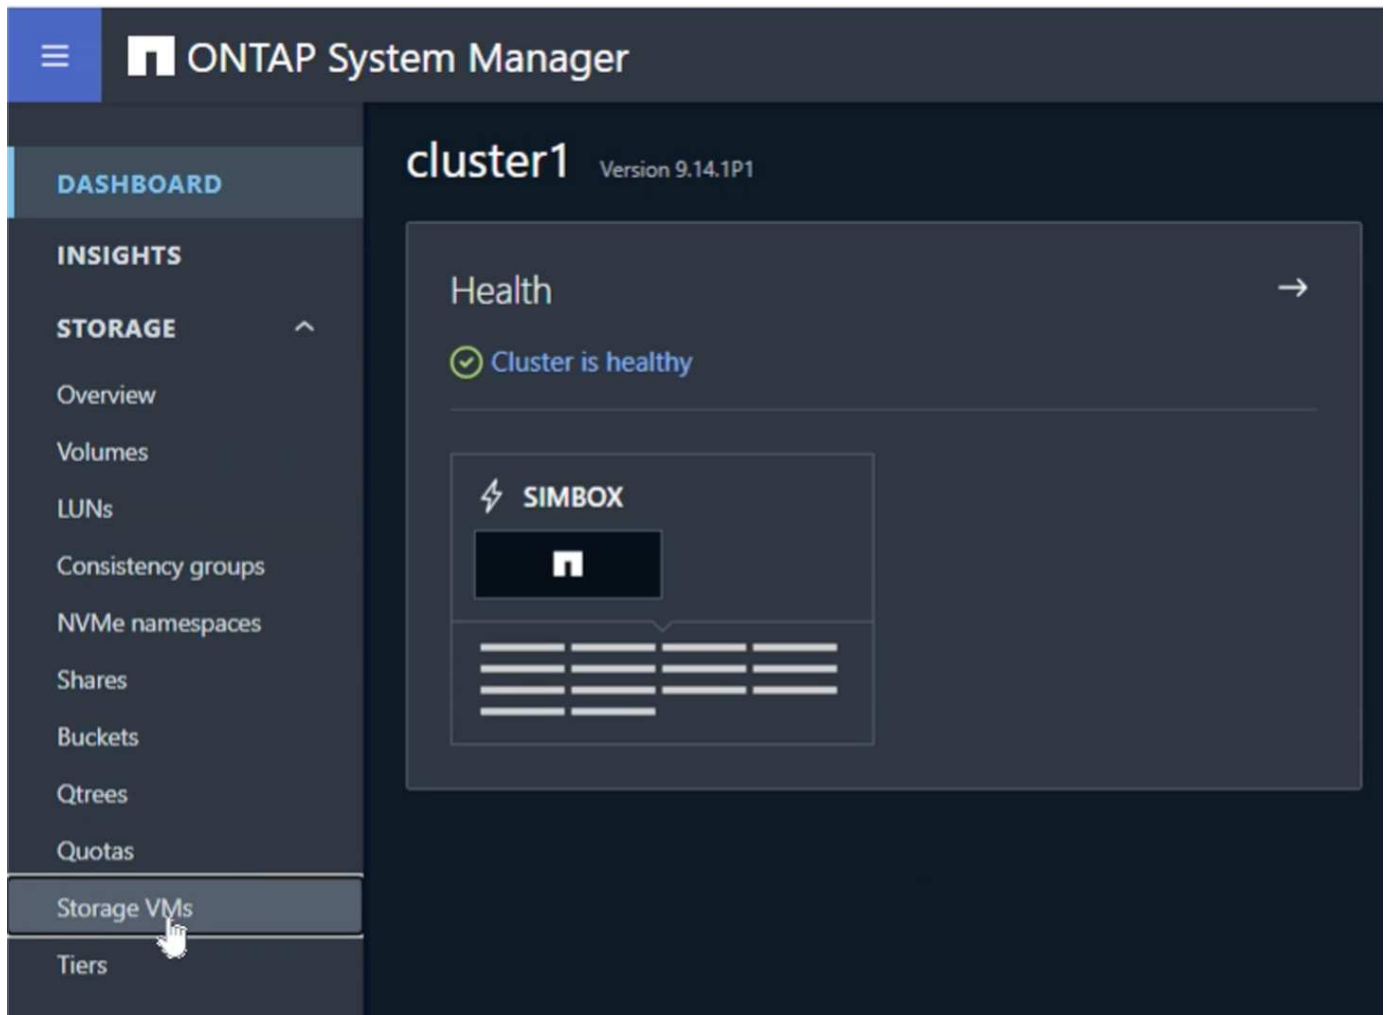 ONTAP System Manager
DASHBOARD
INSIGHTS
STORAGE
Overview
Volumes
LUNs
Consistency groups
NVMe namespaces
Shares
Buckets
Qtrees
Quotas
Storage VMs
Tiers
cluster1 Version 9.14.1P1
Health
Cluster is healthy
SIMBOX